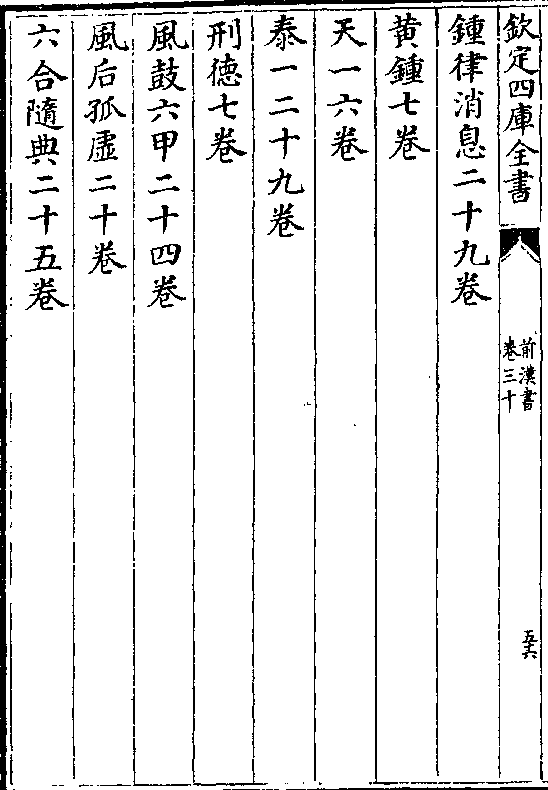 欽定四庫全書
前漢書
卷三十
五六
鍾律消息二十九卷
黄鍾七卷
天一六卷
泰一二十九卷
刑德七卷
風鼓六甲二十四卷
風后孤虛二十卷
六合隨典二十五卷